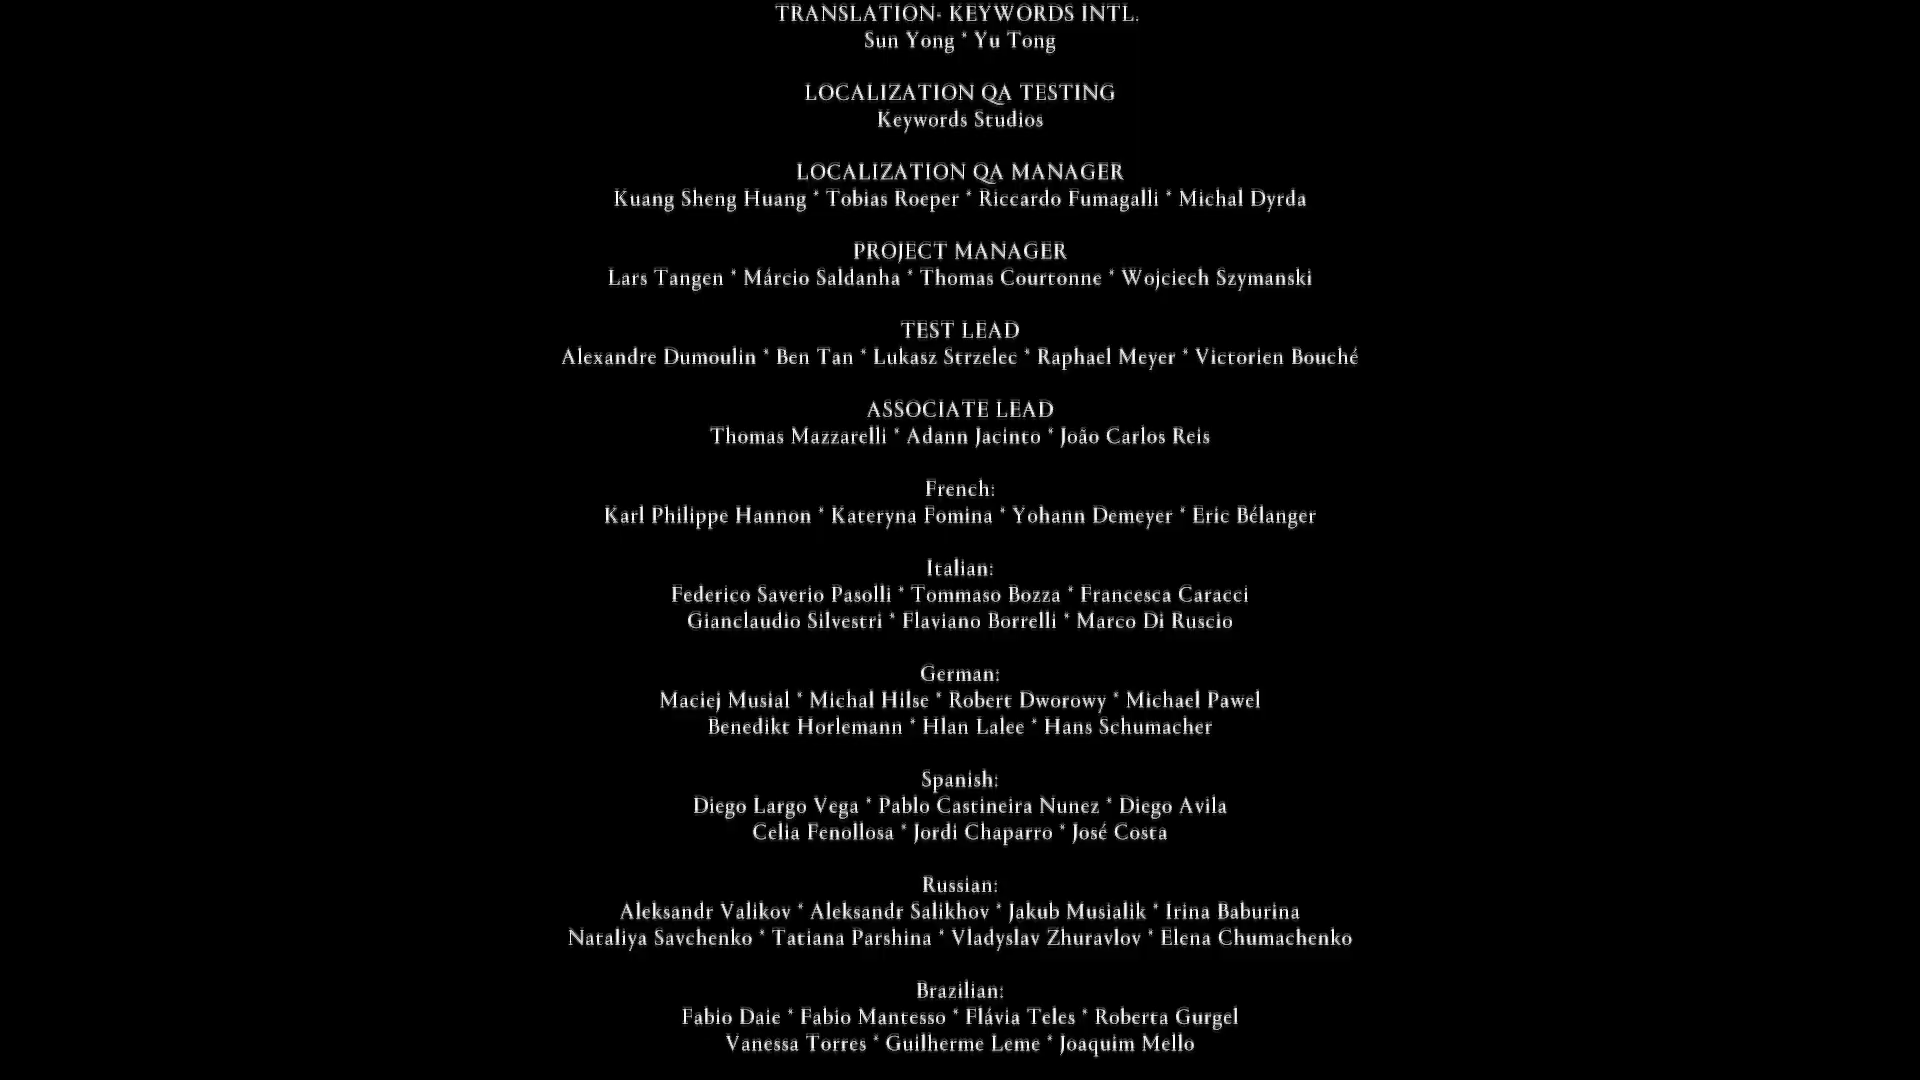 TRANSLATION- KEYWORDS INTL.
Sun Yong * Yu Tong
LOCALIZATION QA TESTING
Keywords Studios
LOCALIZATION QA MANAGER
Kuang Sheng Huang * Tobias Roeper * Riccardo Fumagalli * Michal Dyrda
PROJECT MANAGER
Lars Tangen * Márcio Saldanha * Thomas Courtonne * Wojciech Szymanski
TEST LEAD
Alexandre Dumoulin * Ben Tan * Lukasz Strzelec * Raphael Meyer * Victorien Bouché
ASSOCIATE LEAD
Thomas Mazzarelli * Adann Jacinto * João Carlos Reis
French:
Karl Philippe Hannon * Kateryna Fomina * Yohann Demeyer * Eric Bélanger
Italian:
Federico Saverio Pasolli * Tommaso Bozza * Francesca Caracci
Gianclaudio Silvestri * Flaviano Borrelli * Marco Di Ruscio
German:
Maciej Musial * Michal Hilse * Robert Dworowy * Michael Pawel
Benedikt Horlemann * Hlan Lalee * Hans Schumacher
Spanish:
Diego Largo Vega * Pablo Castineira Nunez * Diego Avila
Celia Fenollosa * Jordi Chaparro * José Costa
Russian:
Aleksandr Valikov * Aleksandr Salikhov * Jakub Musialik * Irina Baburina
Nataliya Savchenko * Tatiana Parshina * Vladyslav Zhuravlov * Elena Chumachenko
Brazilian:
Fabio Daie * Fabio Mantesso * Flávia Teles * Roberta Gurgel
Vanessa Torres * Guilherme Leme * Joaquim Mello